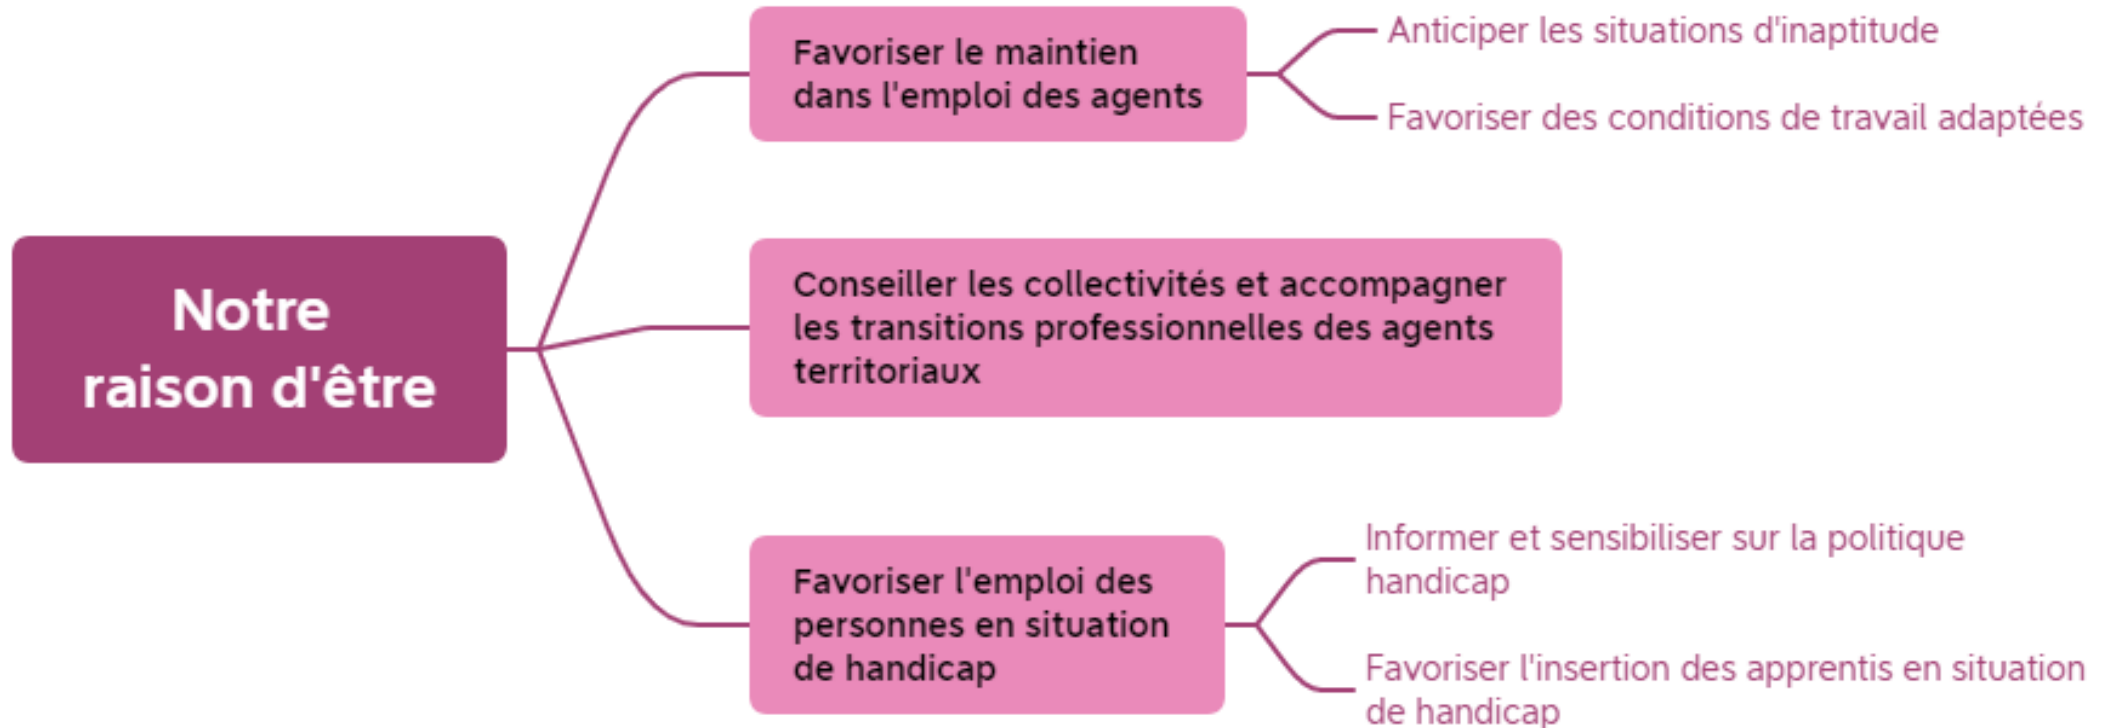 Notre
raison d'être
Favoriser le maintien
dans l'emploi des agents
Anticiper les situations d'inaptitude
Favoriser des conditions de travail adaptées
Conseiller les collectivités et accompagner
les transitions professionnelles des agents
territoriaux
Favoriser l'emploi des
personnes en situation
de handicap
Informer et sensibiliser sur la politique
handicap
Favoriser l'insertion des apprentis en situation
de handicap